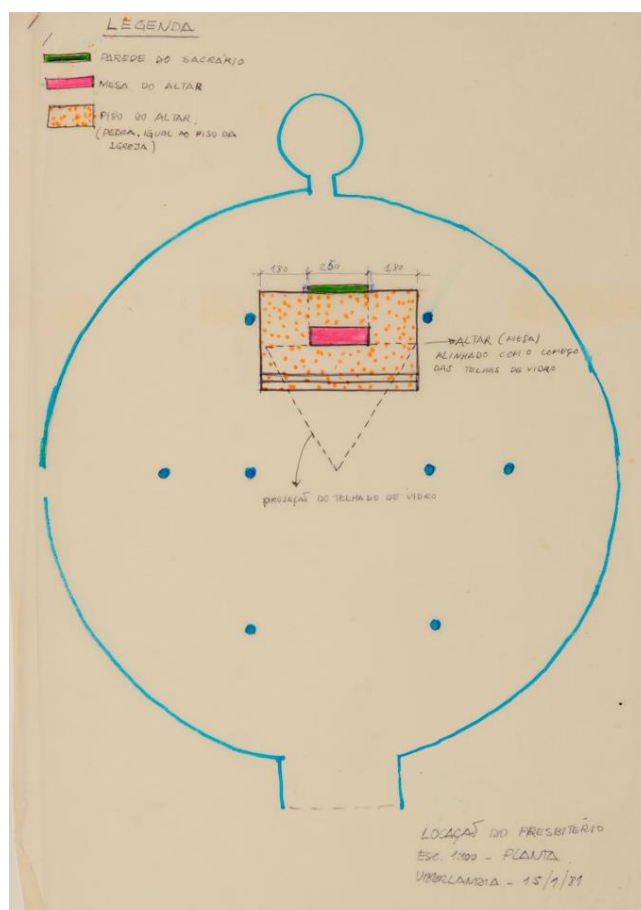 LEGENDA
PAREDE DO SACRÁRIO
MESA DO ALTAR
PISO DO ALTAR,
(PEDRA, IGUAL AO PISO DA
IGREJA)
180 250 180
ALTAR (MESA)
ALINHADO COM O COMEÇO
DAS TELHAS DE VIDRO
PROJEÇÃO DO TELHADO DE VIDRO
LOCAÇÃO DO PRESBITÉRIO
ESC. 1:100 - PLANTA
UBERLANDIA - 15/9/81